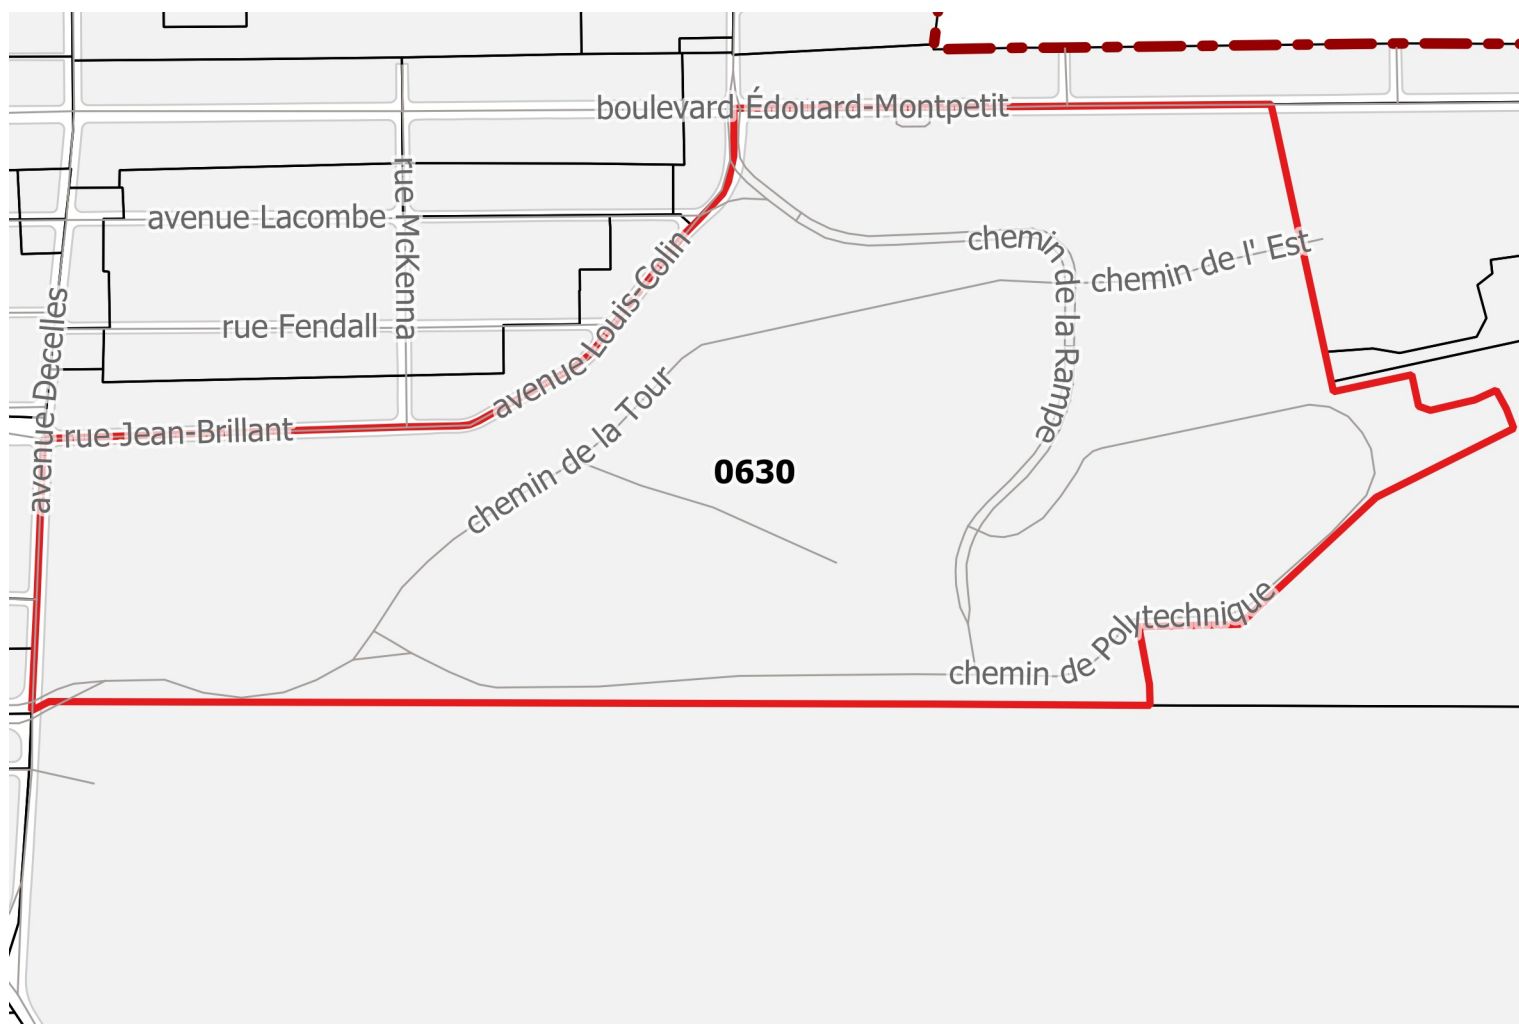 boulevard Édouard-Montpetit
rue McKenna
avenue Lacombe
chemin de la Rampe
chemin de l' Est
avenue Louis-Colin
rue Fendall
avenue Decelles
chemin de la Tour
rue Jean-Brillant
0630
chemin de Polytechnique